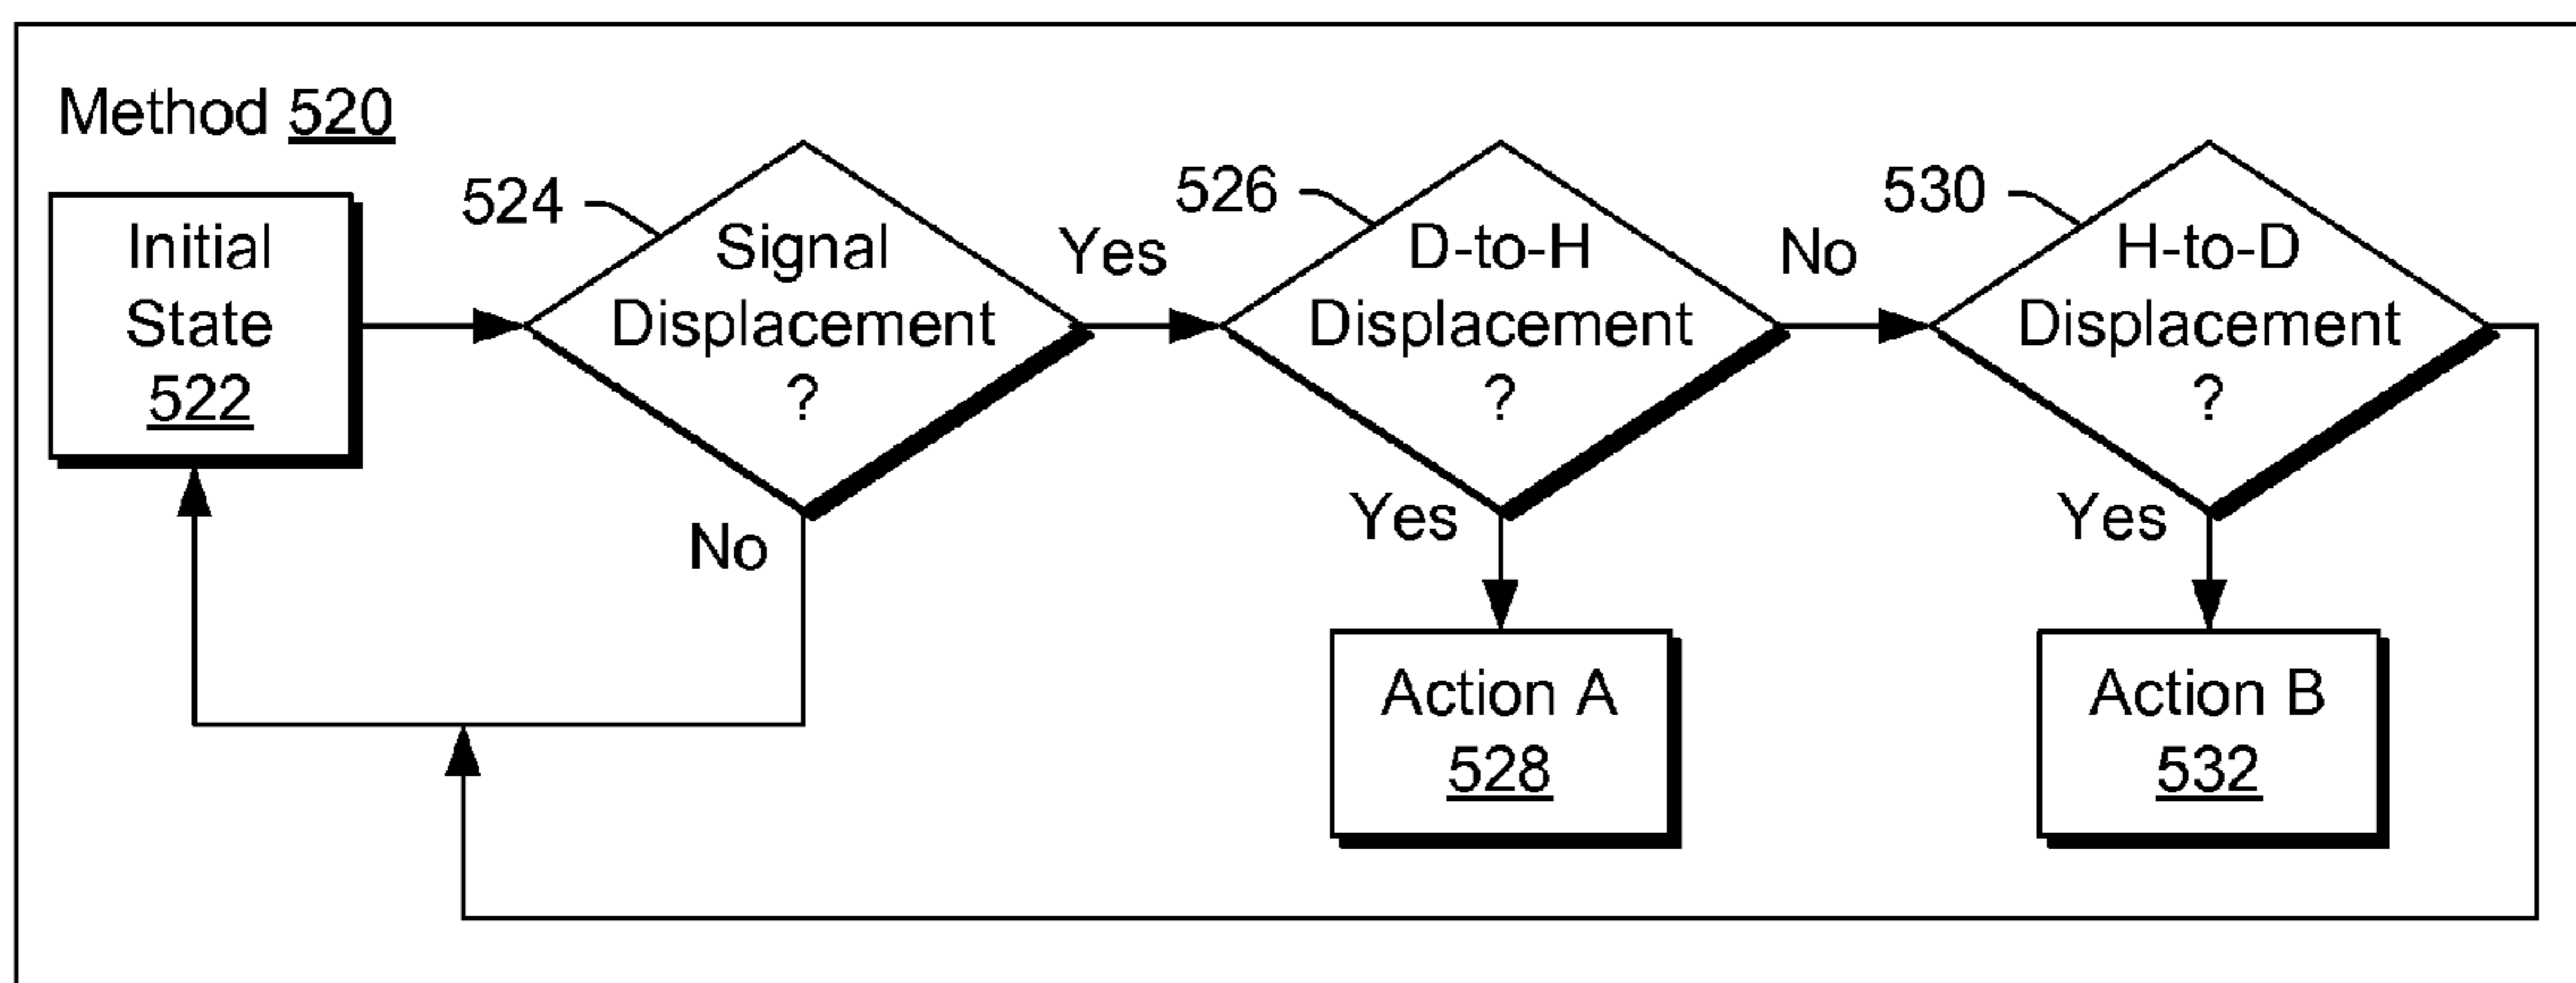 Method 520
Initial
State
522
524
Signal
Displacement
?
Yes
No
526
D-to-H
Displacement
?
No
Yes
530
H-to-D
Displacement
?
Yes
Action A
528
Action B
532